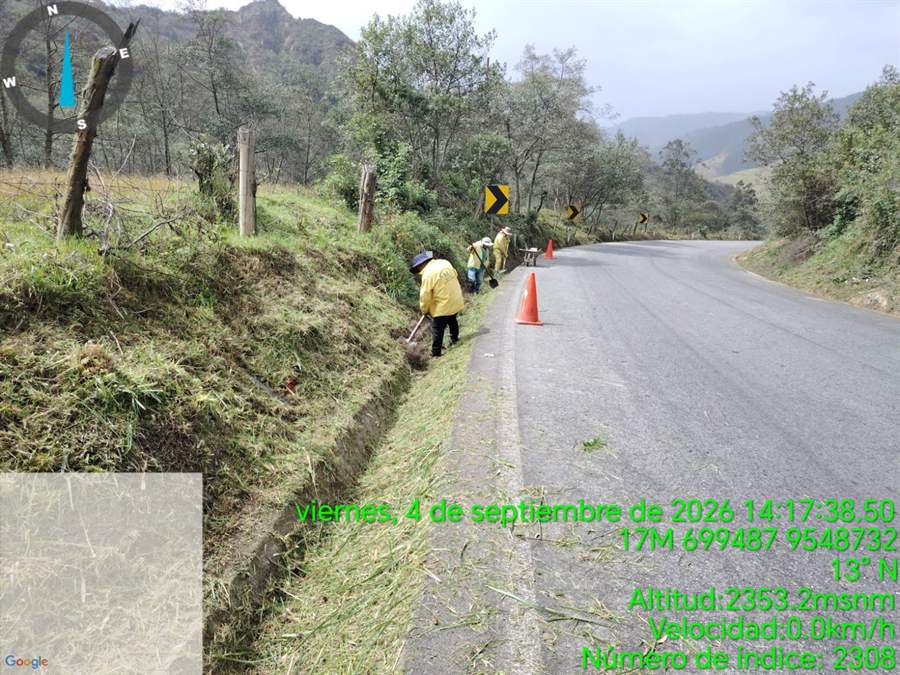 N
W E
S
viernes, 4 de septiembre de 2026 14:17:38.50
17M 699487 9548732
13° N
Altitud:2353.2msnm
Velocidad:0.0km/h
Número de índice: 2308
Google